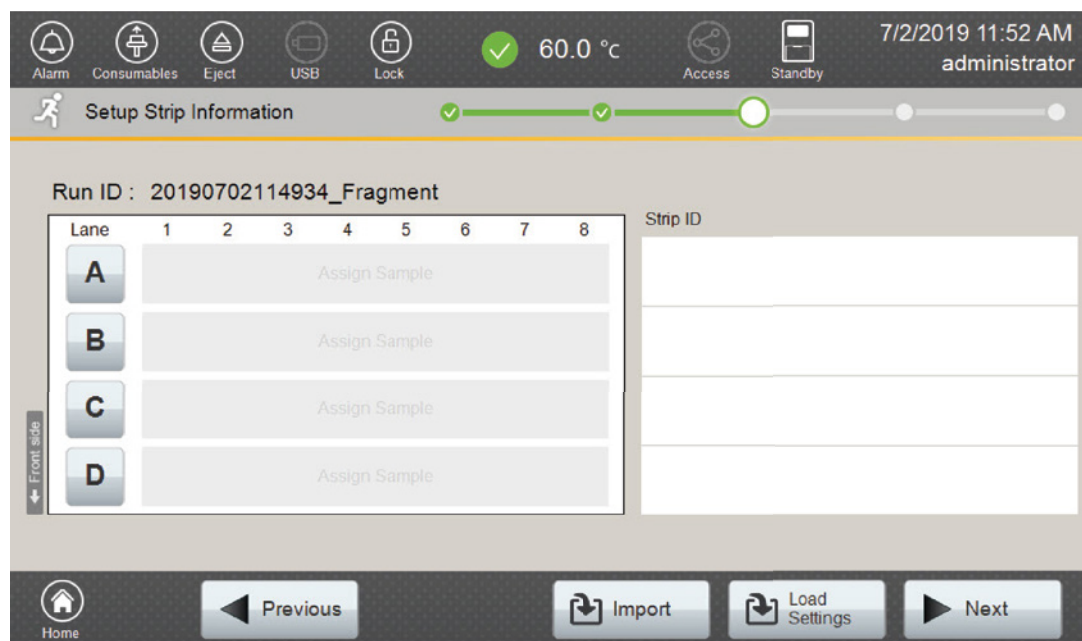 7/2/2019 11:52 AM
60.0 °c
administrator
Alarm Consumables Eject USB Lock Access Standby
Setup Strip Information
Run ID : 20190702114934_Fragment
Strip ID
Lane 1 2 3 4 5 6 7 8
A Assign Sample
B Assign Sample
C Assign Sample
D Assign Sample
Front side
Previous Import Load Settings Next
Home